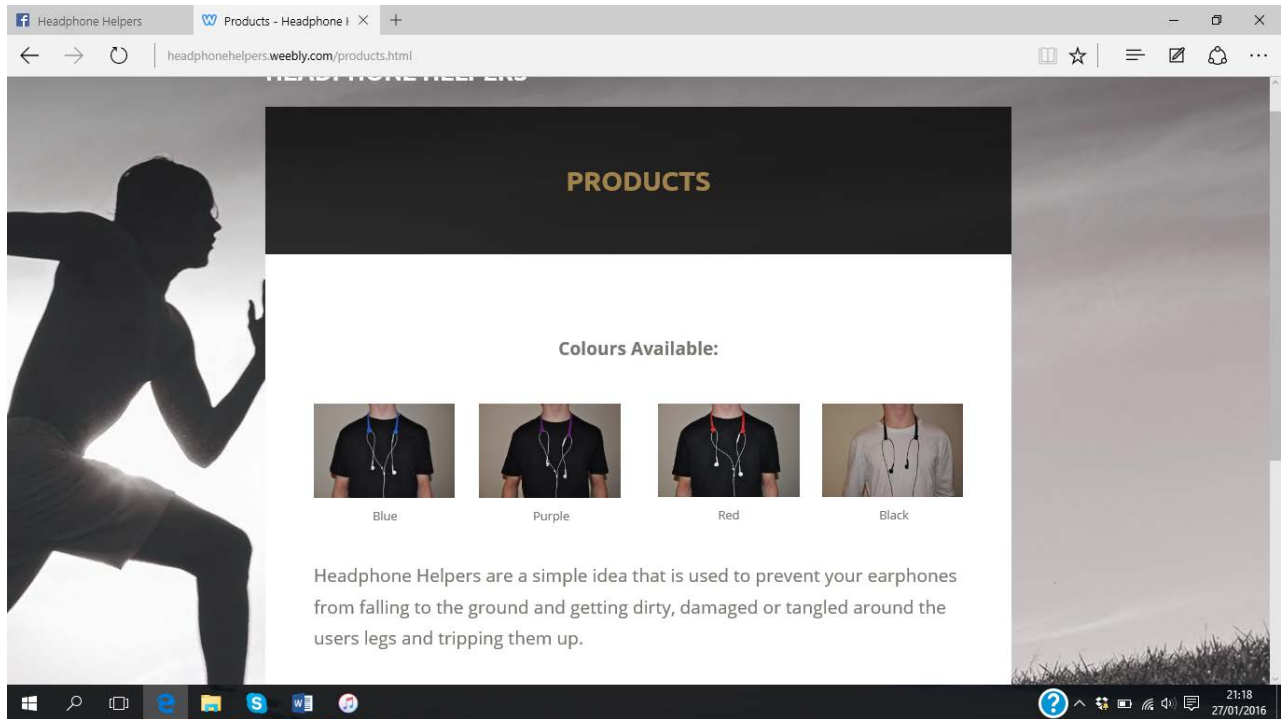 Headphone Helpers
Products - Headphone H
headphonehelpers.weebly.com/products.html
HEADPHONE HELPERS
PRODUCTS
Colours Available:
Blue Purple Red Black
Headphone Helpers are a simple idea that is used to prevent your earphones
from falling to the ground and getting dirty, damaged or tangled around the
users legs and tripping them up.
21:18
27/01/2016